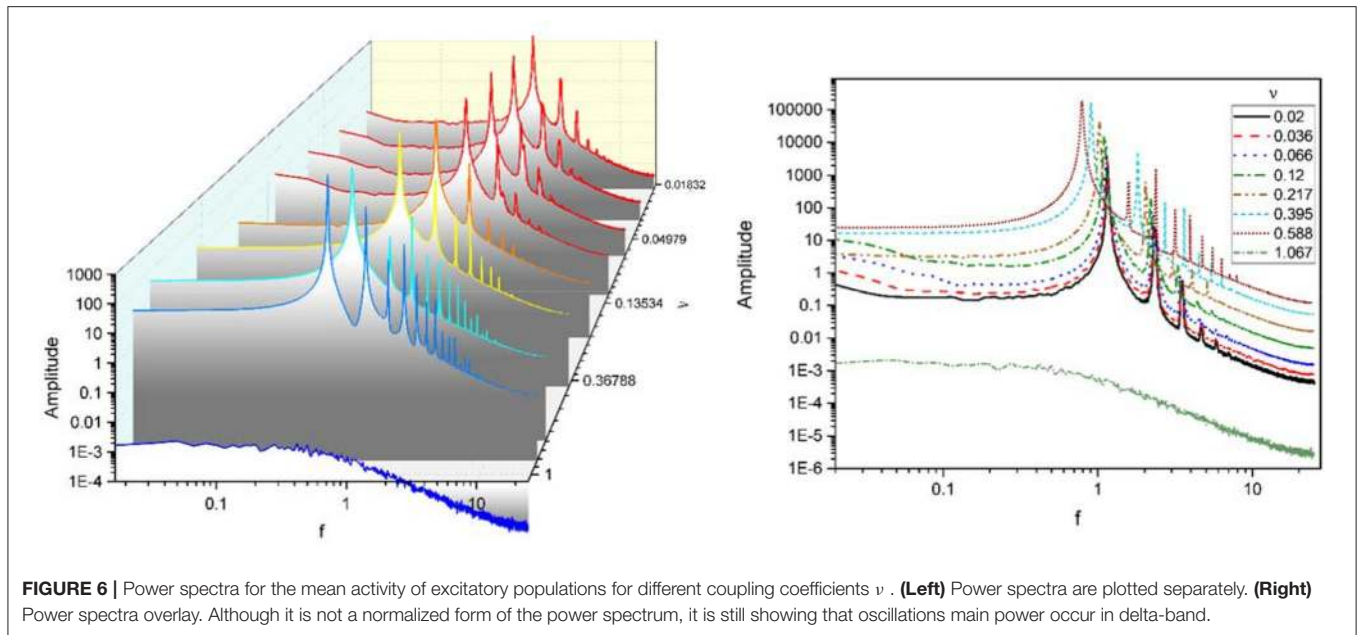 1000
100
10
1
0.1
0.01
1E-3
1E-4
Amplitude
0.1
1
10
f
0.01832
0.04979
0.13534
0.36788
1
ν
100000
10000
1000
100
10
1
0.1
0.01
1E-3
1E-4
1E-5
1E-6
Amplitude
0.1
1
10
f
ν
0.02
0.036
0.066
0.12
0.217
0.395
0.588
1.067
FIGURE 6 | Power spectra for the mean activity of excitatory populations for different coupling coefficients ν . (Left) Power spectra are plotted separately. (Right)
Power spectra overlay. Although it is not a normalized form of the power spectrum, it is still showing that oscillations main power occur in delta-band.